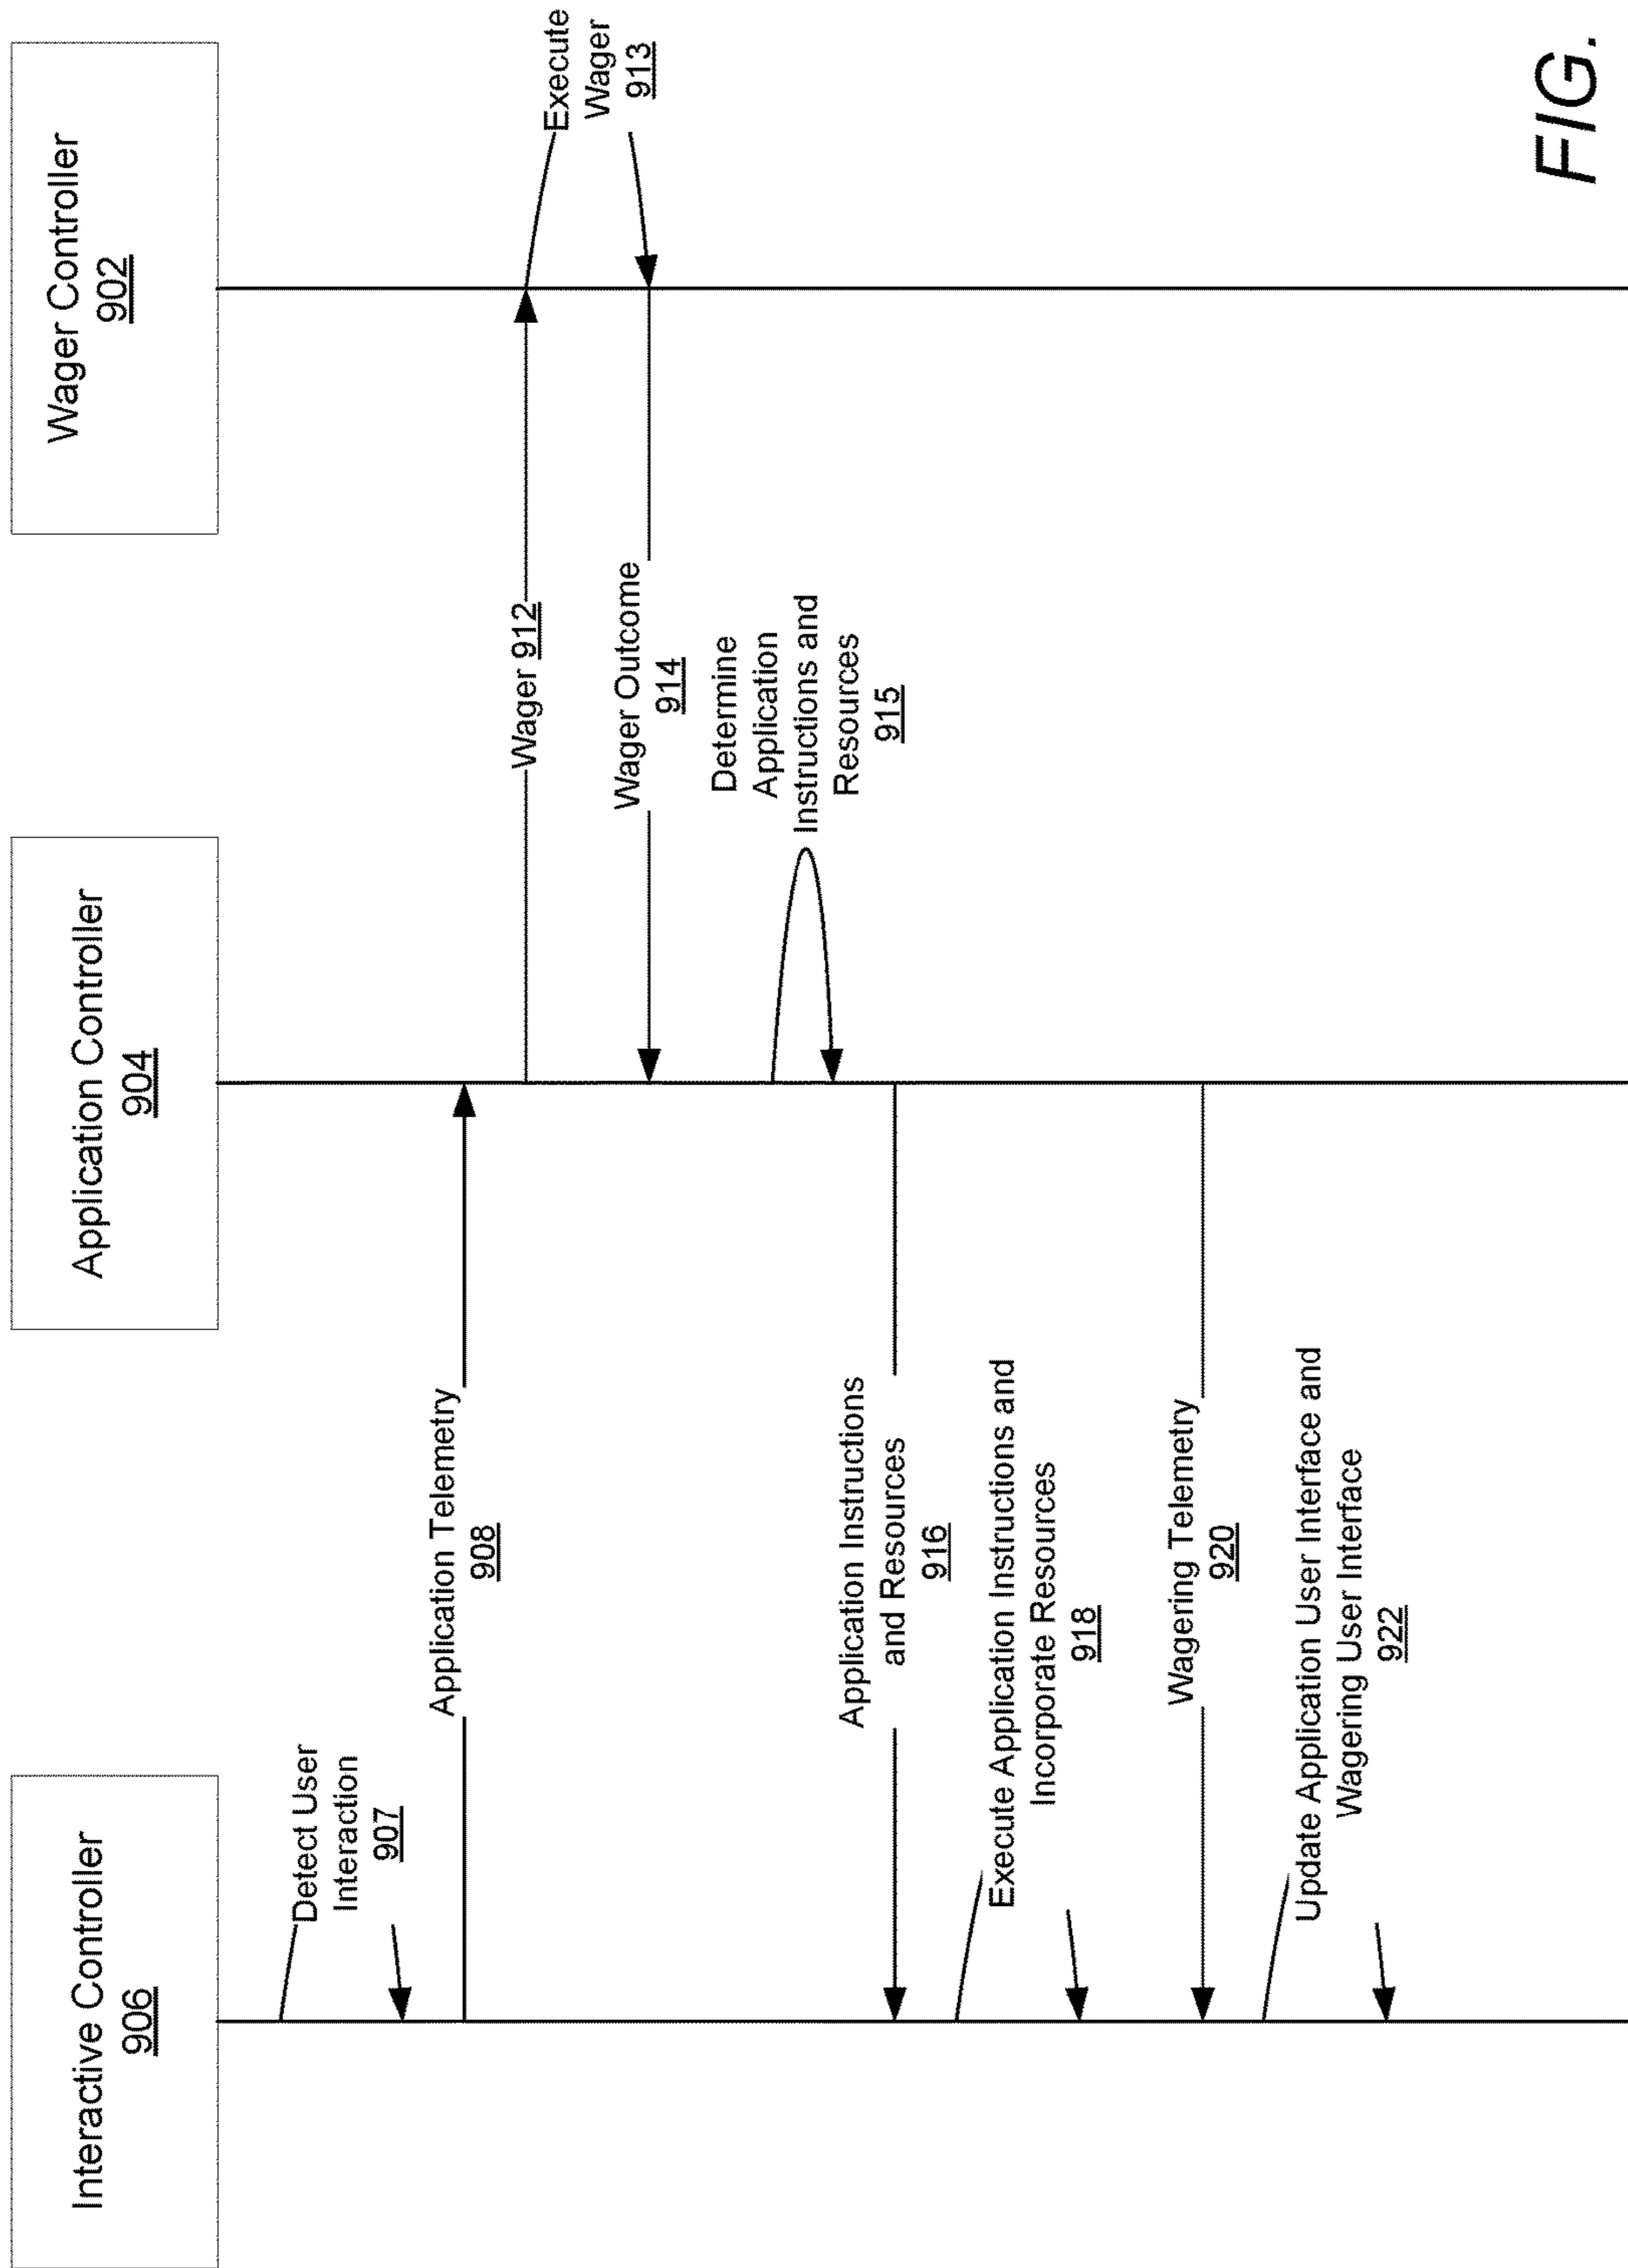 Interactive Controller
906
Application Controller
904
Wager Controller
902
Detect User
Interaction
907
Application Telemetry
908
Wager 912
Execute
Wager
913
Wager Outcome
914
Determine
Application
Instructions and
Resources
915
Application Instructions
and Resources
916
Execute Application Instructions and
Incorporate Resources
918
Wagering Telemetry
920
Update Application User Interface and
Wagering User Interface
922
FIG.